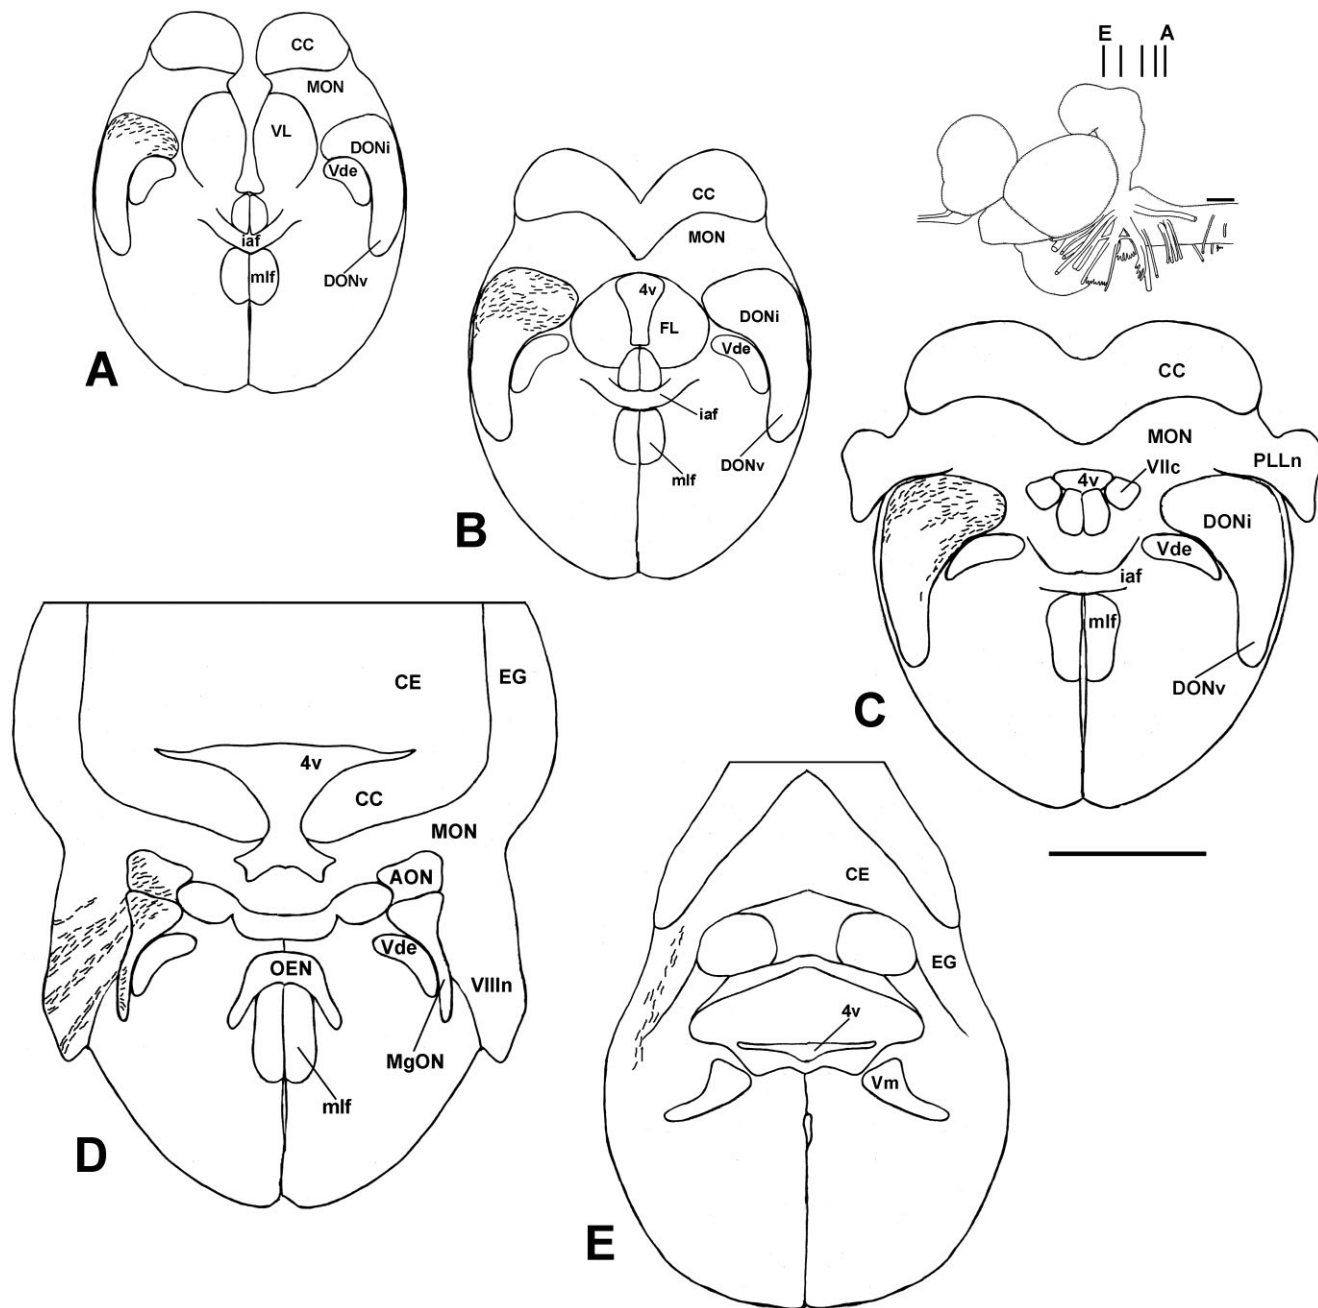 CC
MON
VL
DONi
Vde
iaf
mlf
DONv
A
E A
CC
MON
4v
DONi
FL
Vde
iaf
DONv
mlf
B
CC
MON
VIIc
PLLn
4v
DONi
Vde
iaf
mlf
DONv
C
CE
EG
4v
CC
MON
AON
Vde
OEN
VIIIn
MgON
mlf
D
CE
EG
4v
Vm
E